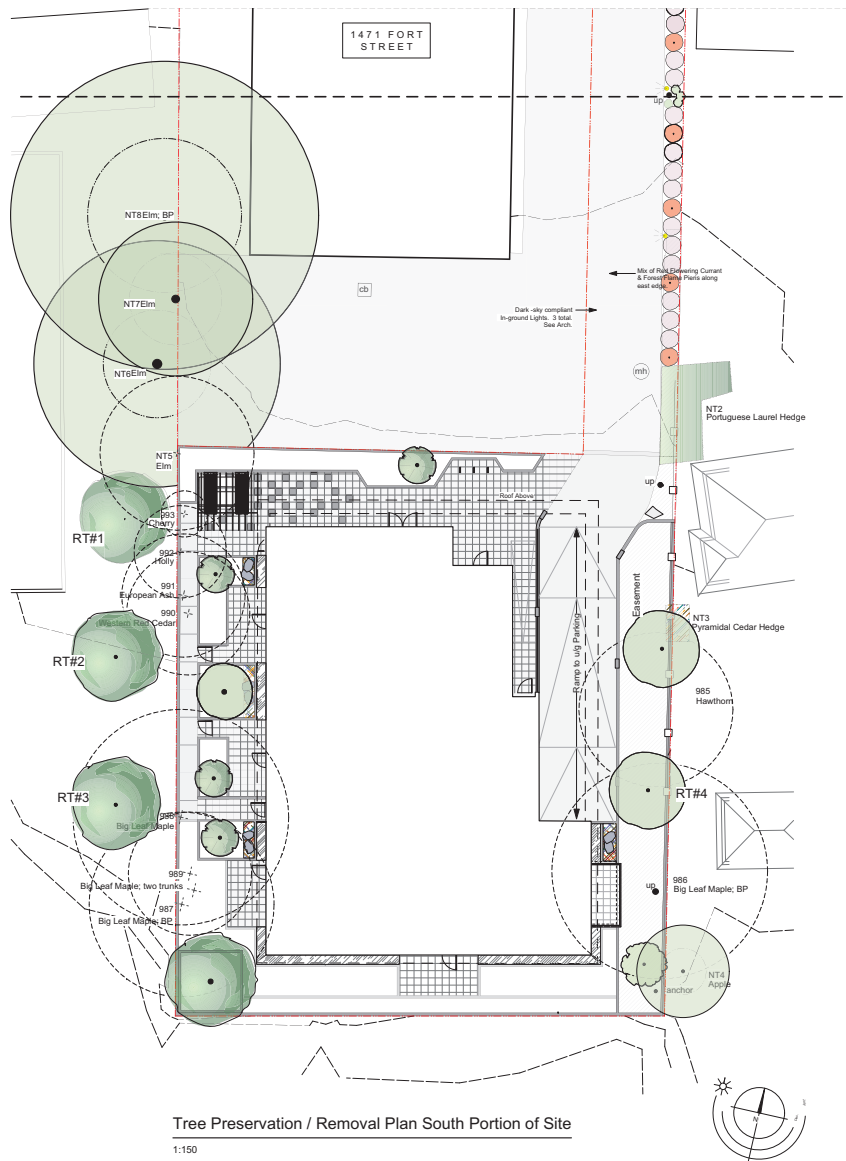 1471 FORT
STREET
up
NT8Elm; BP
Mix of Red Flowering Currant
& Forest Flame Pieris along
east edge.
cb
NT7Elm
Dark -sky compliant
In-ground Lights. 3 total.
See Arch.
NT6Elm
mh
NT2
Portuguese Laurel Hedge
NT5
Elm
up
Roof Above
993
Cherry
RT#1
992
Holly
991
European Ash
990
Western Red Cedar
Easement
NT3
Pyramidal Cedar Hedge
Ramp to u/g Parking
RT#2
985
Hawthorn
RT#3
RT#4
Big Leaf Maple
989
Big Leaf Maple; two trunks
up
986
Big Leaf Maple; BP
987
Big Leaf Maple; BP
NT4
Apple
anchor
Tree Preservation / Removal Plan South Portion of Site
1:150